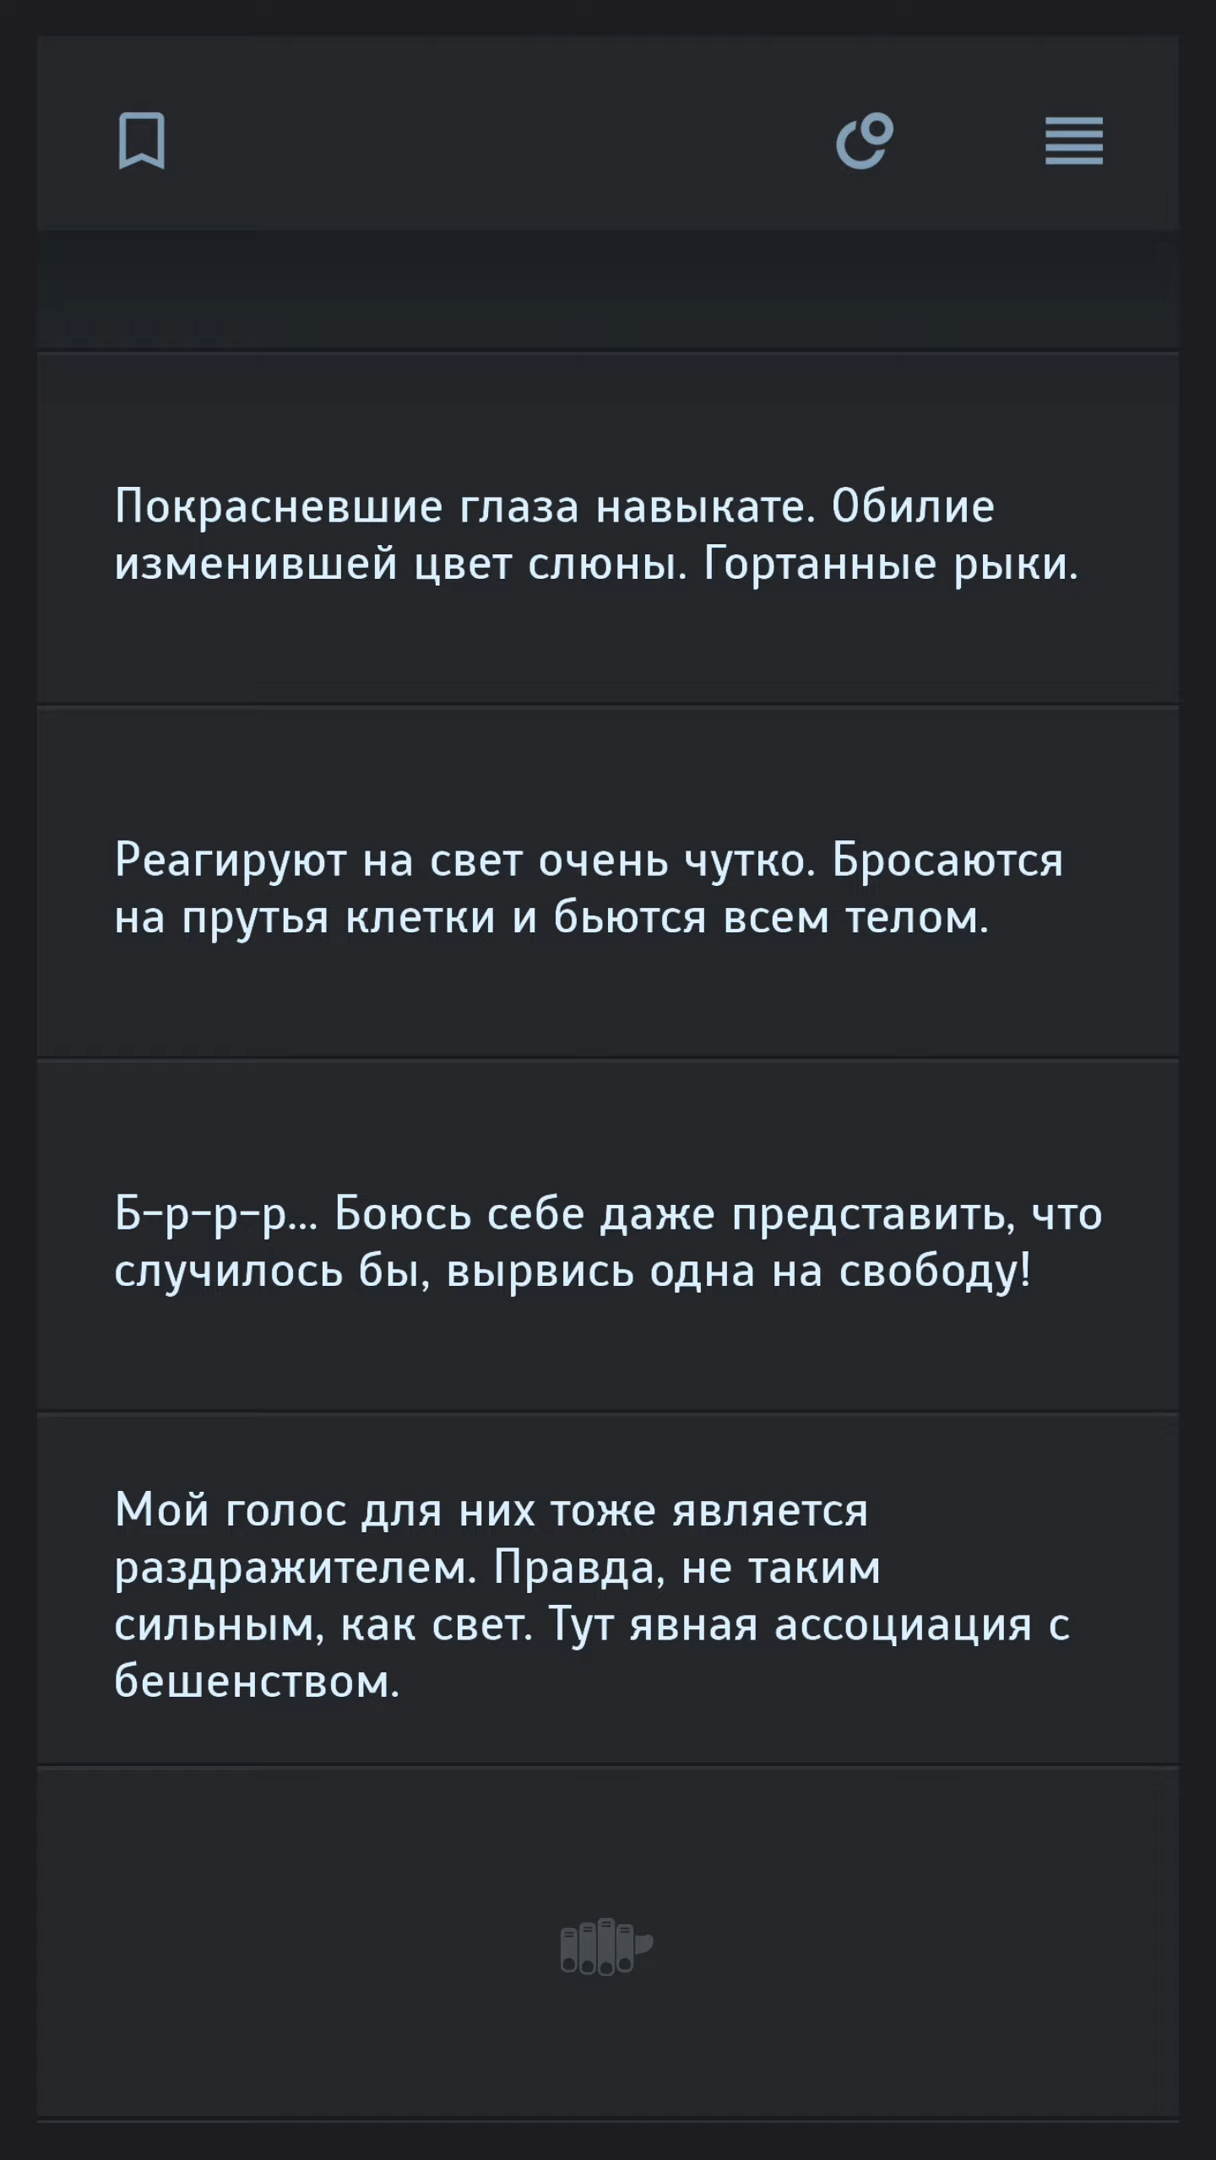 Покрасневшие глаза навыкате. Обилие
изменившей цвет слюны. Гортанные рыки.
Реагируют на свет очень чутко. Бросаются
на прутья клетки и бьются всем телом.
Б-р-р-р... Боюсь себе даже представить, что
случилось бы, вырвись одна на свободу!
Мой голос для них тоже является
раздражителем. Правда, не таким
сильным, как свет. Тут явная ассоциация с
бешенством.